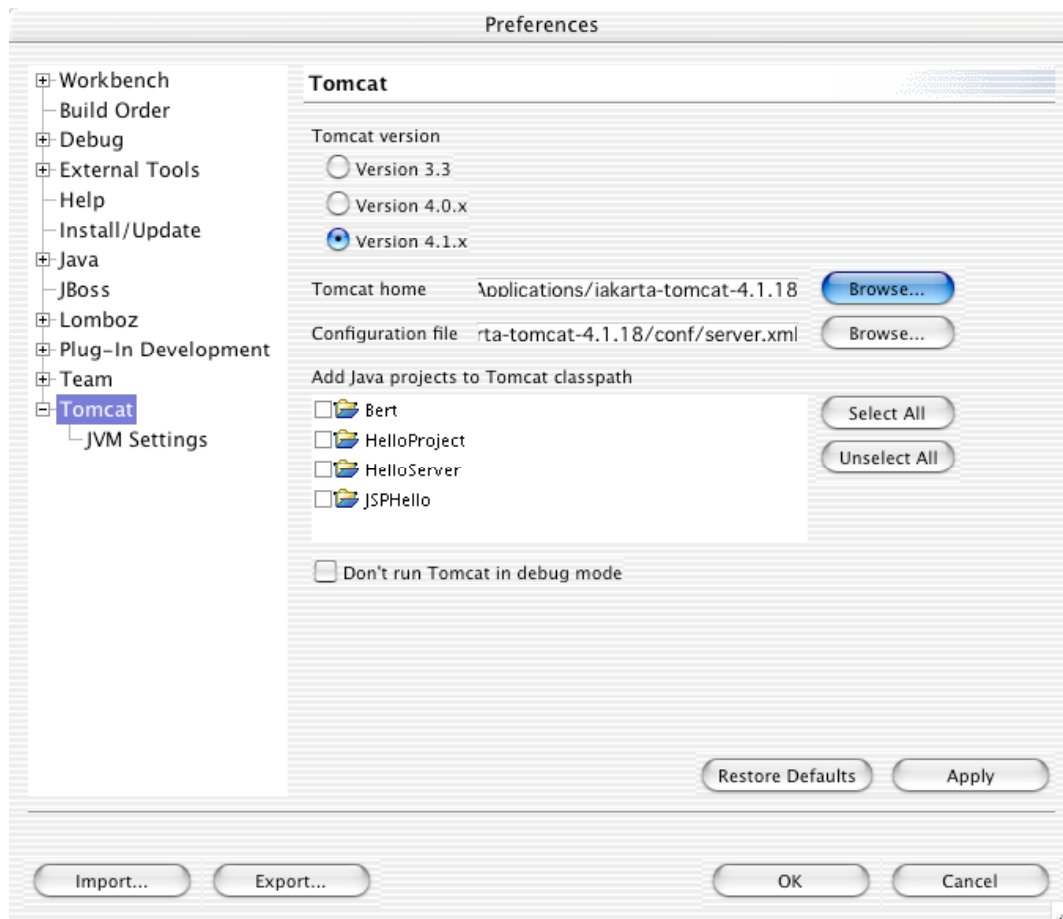 Preferences
Workbench
Build Order
Debug
External Tools
Help
Install/Update
Java
JBoss
Lomboz
Plug-In Development
Team
Tomcat
JVM Settings
Tomcat
Tomcat version
Version 3.3
Version 4.0.x
Version 4.1.x
Tomcat home Applications/jakarta-tomcat-4.1.18 Browse...
Configuration file rta-tomcat-4.1.18/conf/server.xml Browse...
Add Java projects to Tomcat classpath
Bert
HelloProject
HelloServer
JSPHello
Select All
Unselect All
Don't run Tomcat in debug mode
Restore Defaults Apply
Import... Export... OK Cancel